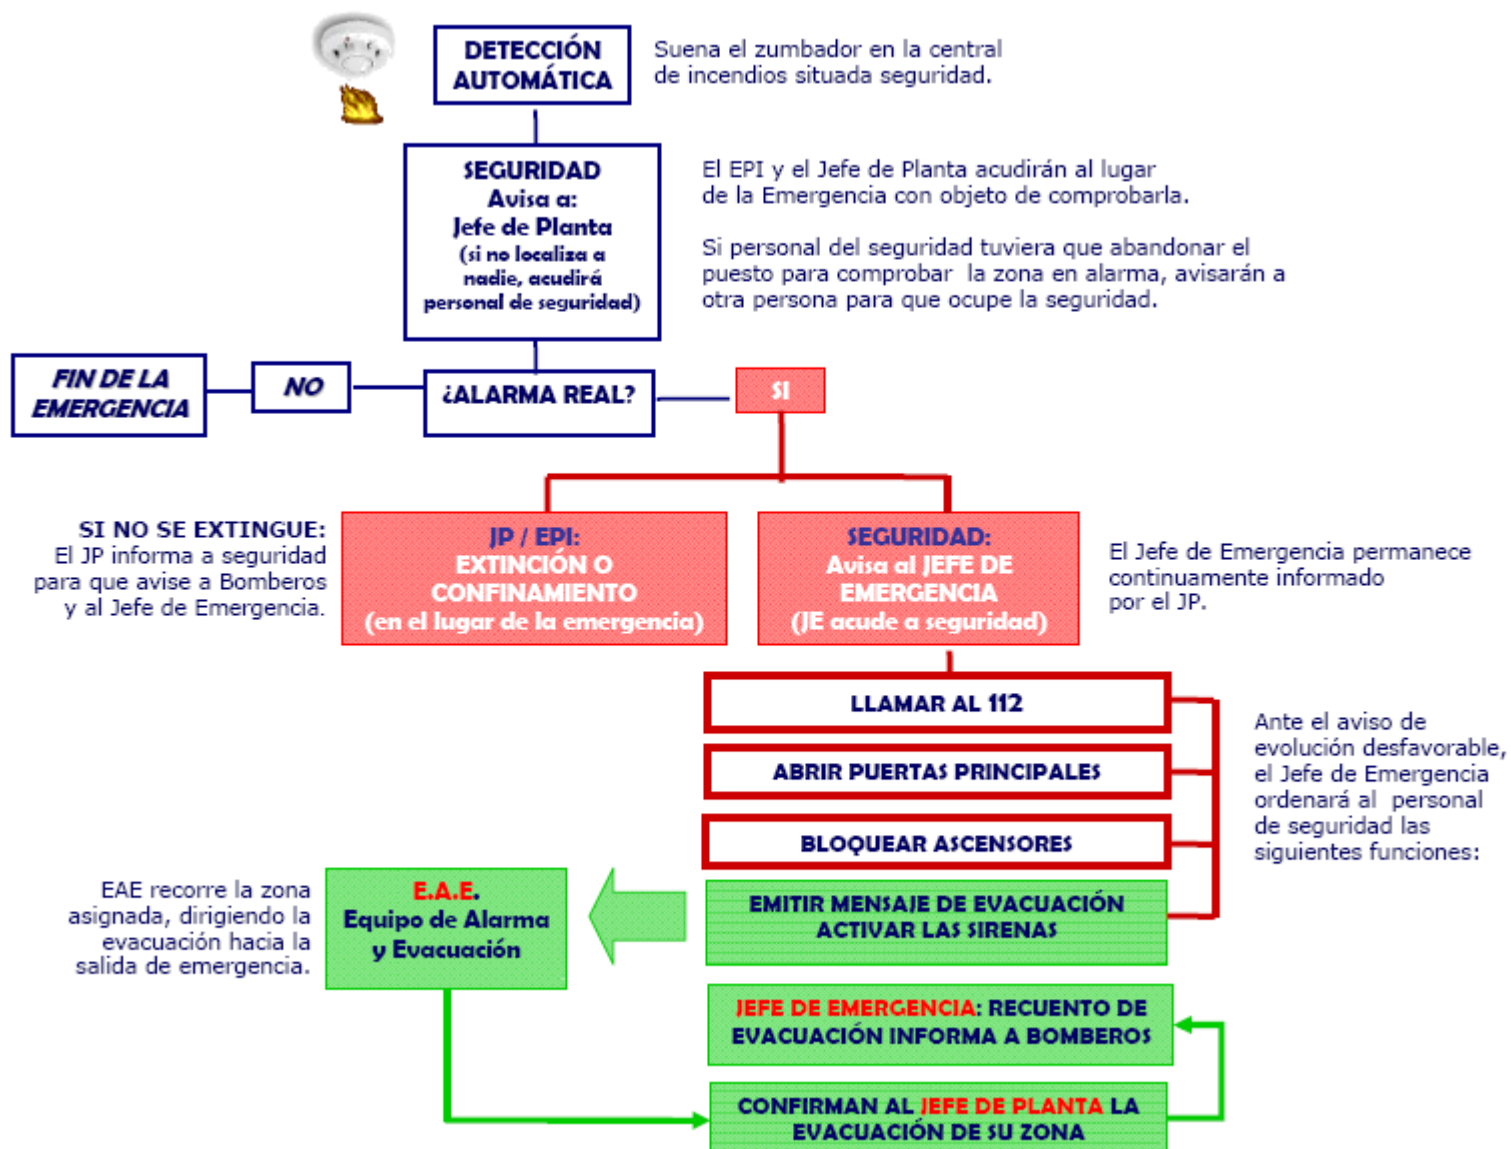 DETECCIÓN
AUTOMÁTICA
Suena el zumbador en la central
de incendios situada seguridad.
SEGURIDAD
Avisa a:
Jefe de Planta
(si no localiza a
nadie, acudirá
personal de seguridad)
El EPI y el Jefe de Planta acudirán al lugar
de la Emergencia con objeto de comprobarla.
Si personal del seguridad tuviera que abandonar el
puesto para comprobar la zona en alarma, avisarán a
otra persona para que ocupe la seguridad.
FIN DE LA
EMERGENCIA
NO
¿ALARMA REAL?
SI
SI NO SE EXTINGUE:
El JP informa a seguridad
para que avise a Bomberos
y al Jefe de Emergencia.
JP / EPI:
EXTINCIÓN O
CONFINAMIENTO
(en el lugar de la emergencia)
SEGURIDAD:
Avisa al JEFE DE
EMERGENCIA
(JE acude a seguridad)
El Jefe de Emergencia permanece
continuamente informado
por el JP.
LLAMAR AL 112
ABRIR PUERTAS PRINCIPALES
BLOQUEAR ASCENSORES
Ante el aviso de
evolución desfavorable,
el Jefe de Emergencia
ordenará al personal
de seguridad las
siguientes funciones:
EAE recorre la zona
asignada, dirigiendo la
evacuación hacia la
salida de emergencia.
E.A.E.
Equipo de Alarma
y Evacuación
EMITIR MENSAJE DE EVACUACIÓN
ACTIVAR LAS SIRENAS
JEFE DE EMERGENCIA: RECUENTO DE
EVACUACIÓN INFORMA A BOMBEROS
CONFIRMAN AL JEFE DE PLANTA LA
EVACUACIÓN DE SU ZONA